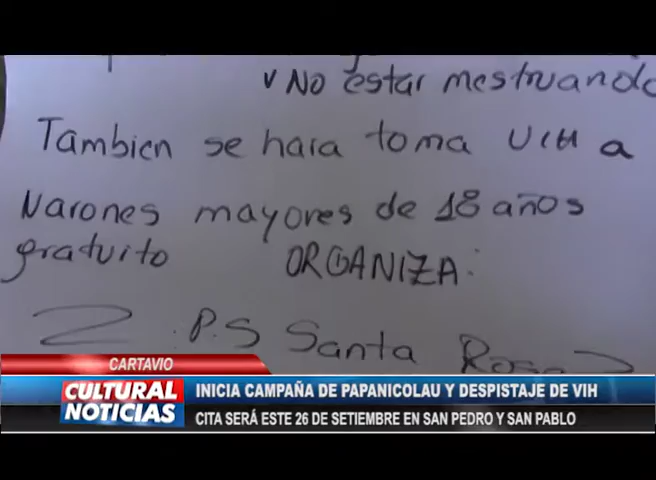 v No estar mestruando
Tambien se hara toma VIH a
Varones mayores de 18 años
gratuito ORGANIZA:
P.S Santa Rosa
CARTAVIO
CULTURAL
NOTICIAS
INICIA CAMPAÑA DE PAPANICOLAU Y DESPISTAJE DE VIH
CITA SERÁ ESTE 26 DE SETIEMBRE EN SAN PEDRO Y SAN PABLO